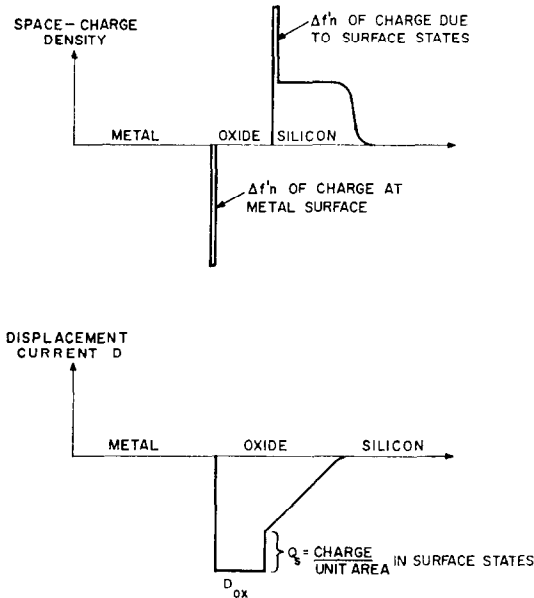 SPACE-CHARGE
DENSITY
Δf'n OF CHARGE DUE
TO SURFACE STATES
METAL
OXIDE
SILICON
Δf'n OF CHARGE AT
METAL SURFACE
DISPLACEMENT
CURRENT D
METAL
OXIDE
SILICON
Qs = CHARGE
UNIT AREA
IN SURFACE STATES
DOX